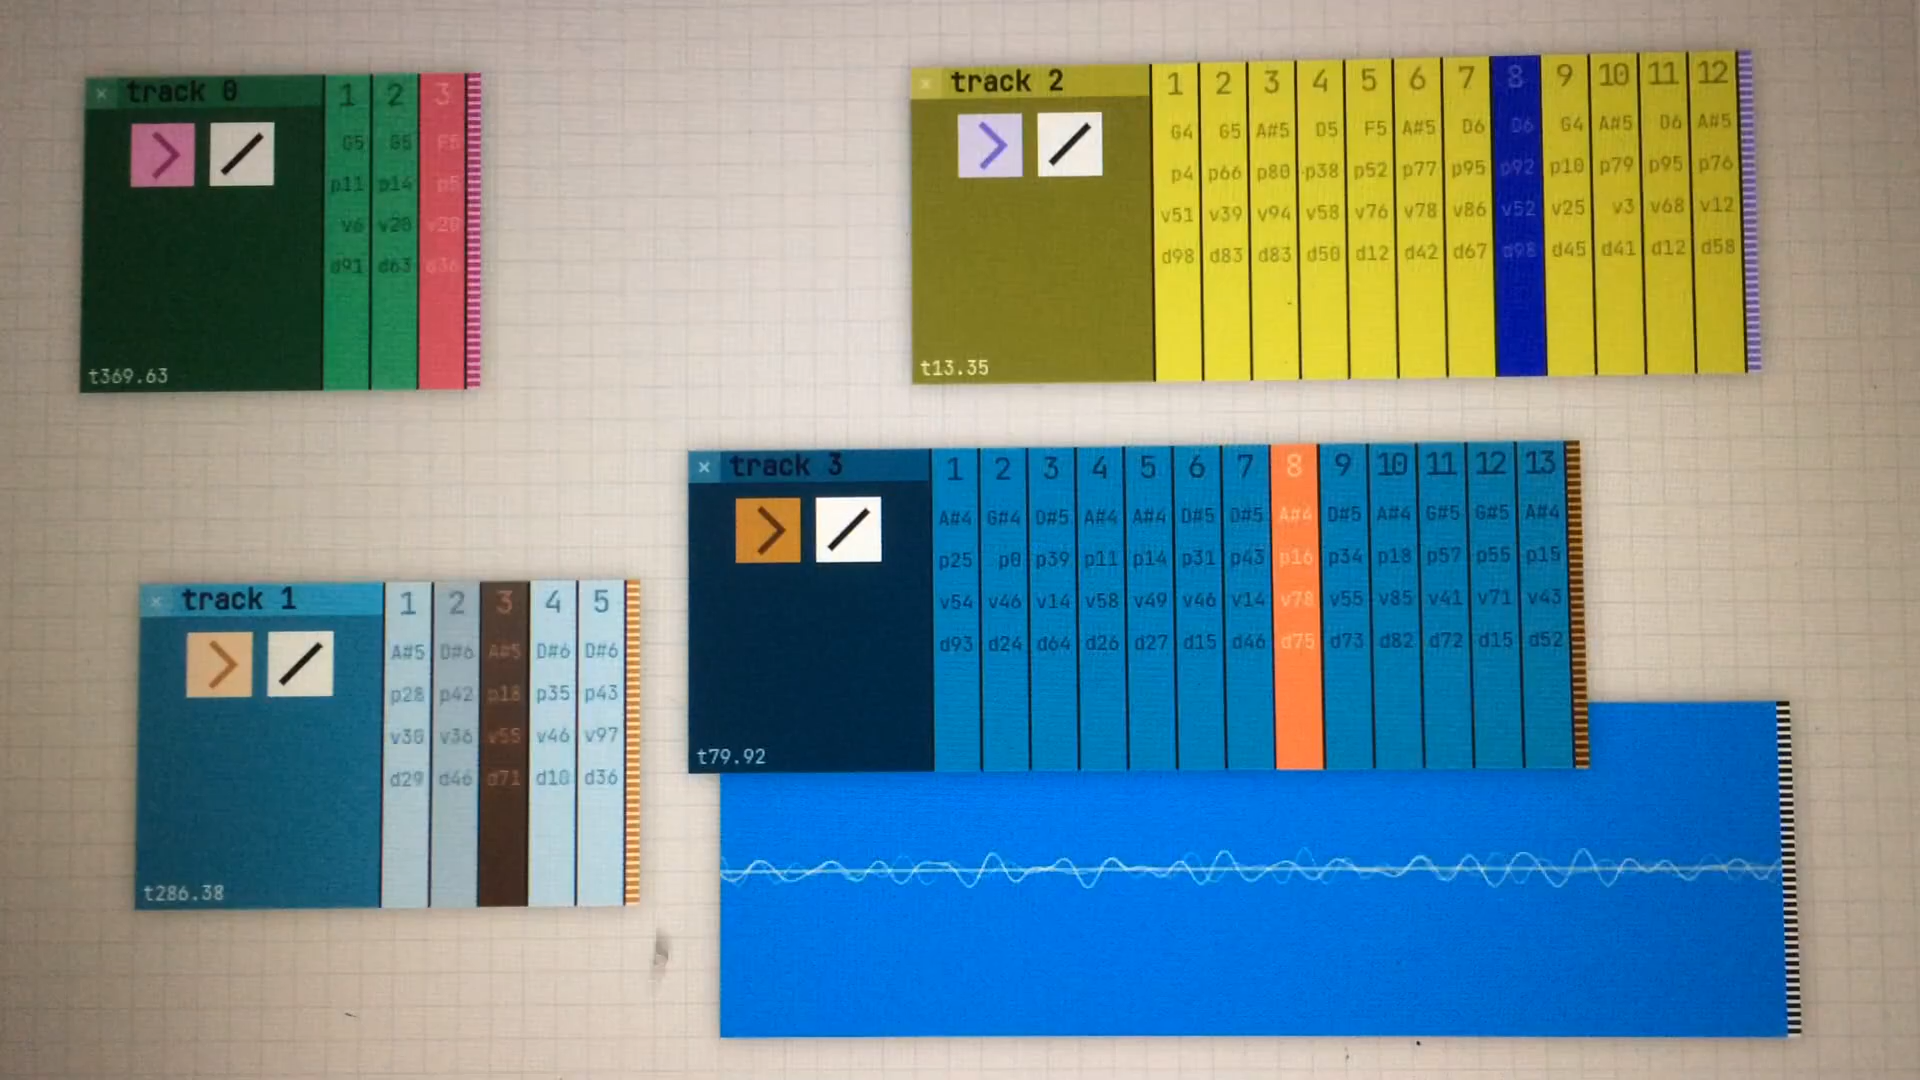 × track 0
1 2 3
G5 G5 F5
p11 p14 p5
v6 v20 v20
d91 d63 d36
t369.63
× track 2
1 2 3 4 5 6 7 8 9 10 11 12
G4 G5 A#5 D5 F5 A#5 D6 D6 G4 A#5 D6 A#5
p4 p66 p80 p38 p52 p77 p95 p92 p10 p79 p95 p76
v51 v39 v94 v58 v76 v78 v86 v52 v25 v3 v68 v12
d98 d83 d83 d50 d12 d42 d67 d98 d45 d41 d12 d58
t13.35
× track 3
1 2 3 4 5 6 7 8 9 10 11 12 13
A#4 G#4 D#5 A#4 A#4 D#5 D#5 A#4 D#5 A#4 G#5 G#5 A#4
p25 p0 p39 p11 p14 p31 p43 p16 p34 p18 p57 p55 p15
v54 v46 v14 v58 v49 v46 v14 v78 v55 v85 v41 v71 v43
d93 d24 d64 d26 d27 d15 d46 d75 d73 d82 d72 d15 d52
t79.92
× track 1
1 2 3 4 5
A#5 D#6 A#5 D#6 D#6
p28 p42 p18 p35 p43
v30 v36 v55 v46 v97
d29 d46 d71 d10 d36
t286.38